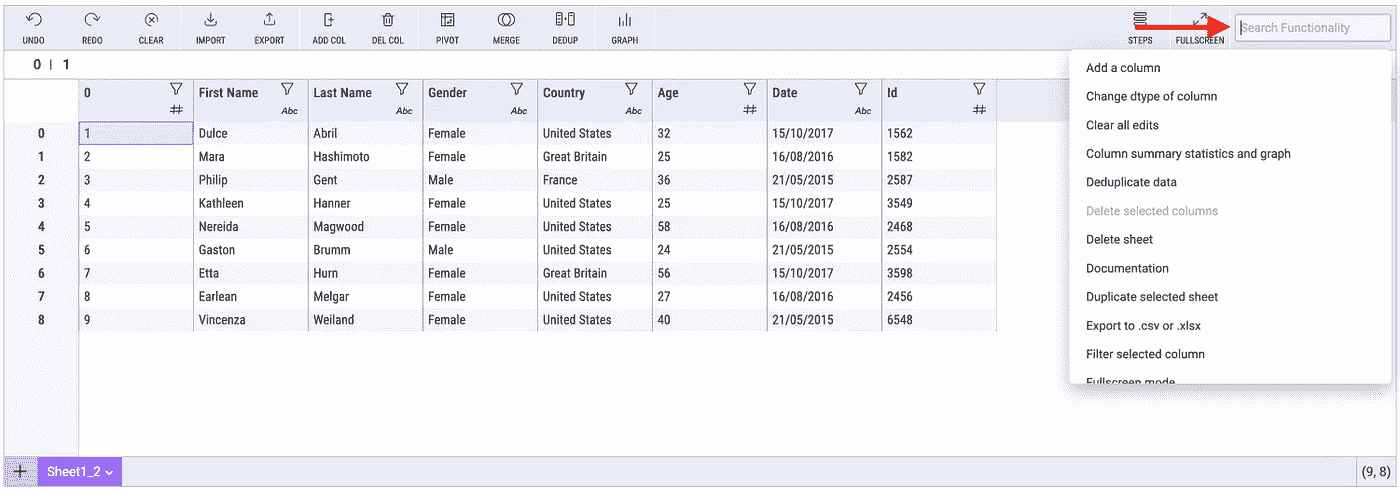 UNDO REDO CLEAR IMPORT EXPORT ADD COL DEL COL PIVOT MERGE DEDUP GRAPH STEPS FULLSCREEN Search Functionality
0 | 1
0 First Name Last Name Gender Country Age Date Id
# Abc Abc Abc Abc # Abc #
0 1 Dulce Abril Female United States 32 15/10/2017 1562
1 2 Mara Hashimoto Female Great Britain 25 16/08/2016 1582
2 3 Philip Gent Male France 36 21/05/2015 2587
3 4 Kathleen Hanner Female United States 25 15/10/2017 3549
4 5 Nereida Magwood Female United States 58 16/08/2016 2468
5 6 Gaston Brumm Male United States 24 21/05/2015 2554
6 7 Etta Hurn Female Great Britain 56 15/10/2017 3598
7 8 Earlean Melgar Female United States 27 16/08/2016 2456
8 9 Vincenza Weiland Female United States 40 21/05/2015 6548
Add a column
Change dtype of column
Clear all edits
Column summary statistics and graph
Deduplicate data
Delete selected columns
Delete sheet
Documentation
Duplicate selected sheet
Export to .csv or .xlsx
Filter selected column
Fullscreen mode
+ Sheet1_2 (9, 8)